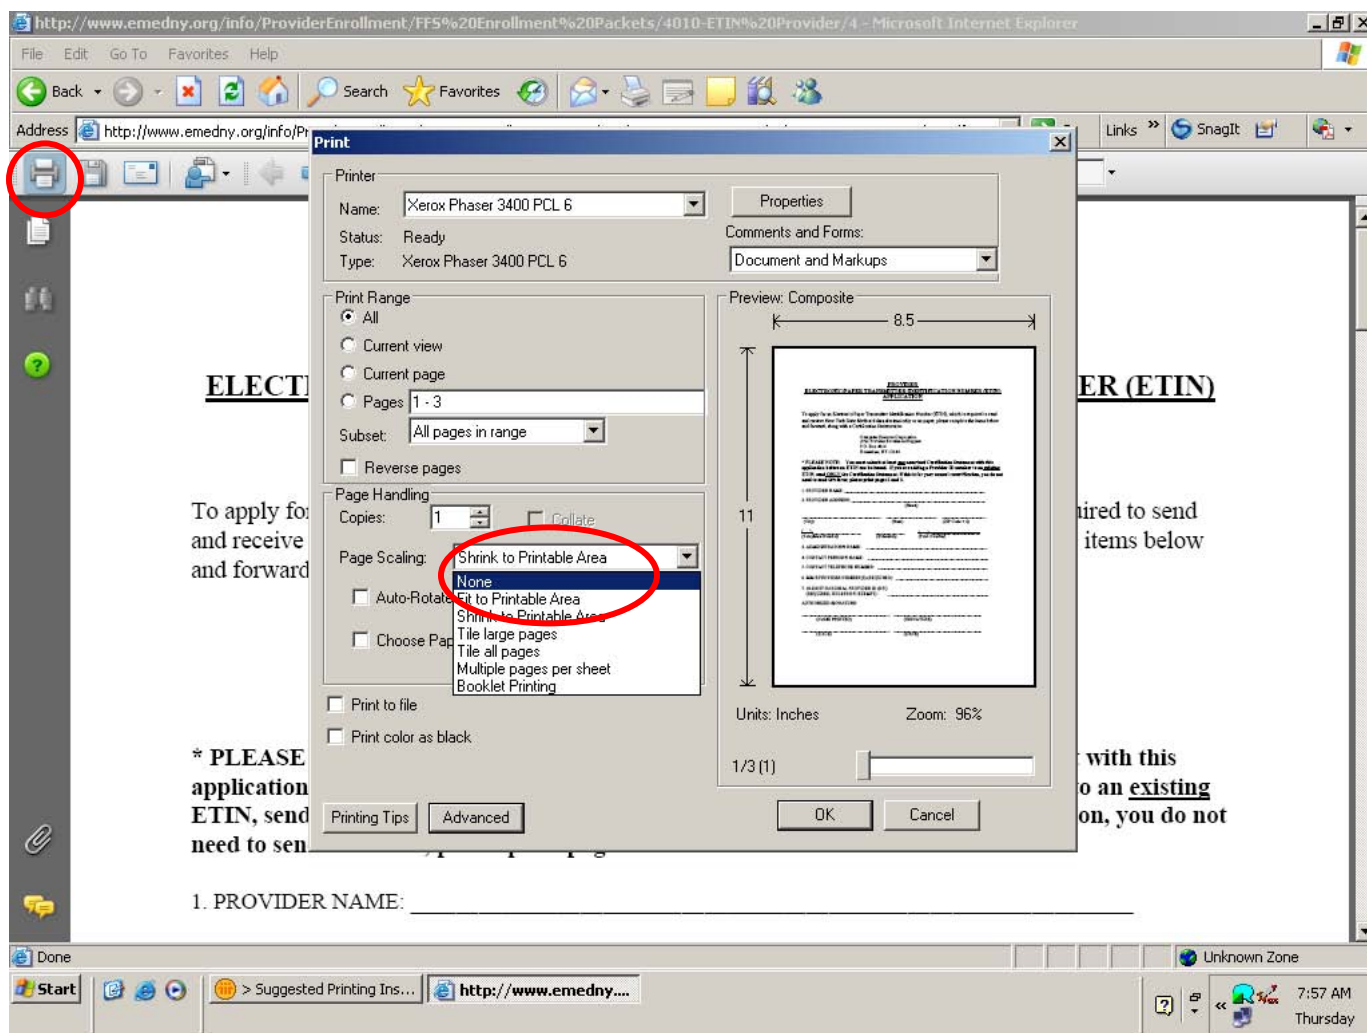 http://www.emedny.org/info/ProviderEnrollment/FFS%20Enrollment%20Packets/4010-ETIN%20Provider/4 - Microsoft Internet Explorer
File Edit Go To Favorites Help
Back Search Favorites
Address http://www.emedny.org/info/Pr Links » SnagIt
Print
Printer
Name: Xerox Phaser 3400 PCL 6 Properties
Status: Ready Comments and Forms:
Type: Xerox Phaser 3400 PCL 6 Document and Markups
Print Range
All
Current view
Current page
Pages 1 - 3
Subset: All pages in range
Reverse pages
Page Handling
Copies: 1 Collate
Page Scaling: Shrink to Printable Area
None
Auto-Rotate Fit to Printable Area
Shrink to Printable Area
Choose Pap Tile large pages
Tile all pages
Multiple pages per sheet
Booklet Printing
Print to file
Print color as black
Printing Tips Advanced
Preview: Composite
8.5
11
PROVIDER
ELECTRONIC/PAPER TRANSMITTER IDENTIFICATION NUMBER (ETIN)
APPLICATION
Units: Inches Zoom: 96%
1/3 (1)
OK Cancel
ELECT ER (ETIN)
To apply fo ired to send
and receive items below
and forward
* PLEASE with this
application o an existing
ETIN, send on, you do not
need to sen
1. PROVIDER NAME:
Done Unknown Zone
Start > Suggested Printing Ins... http://www.emedny.... « 7:57 AM
Thursday